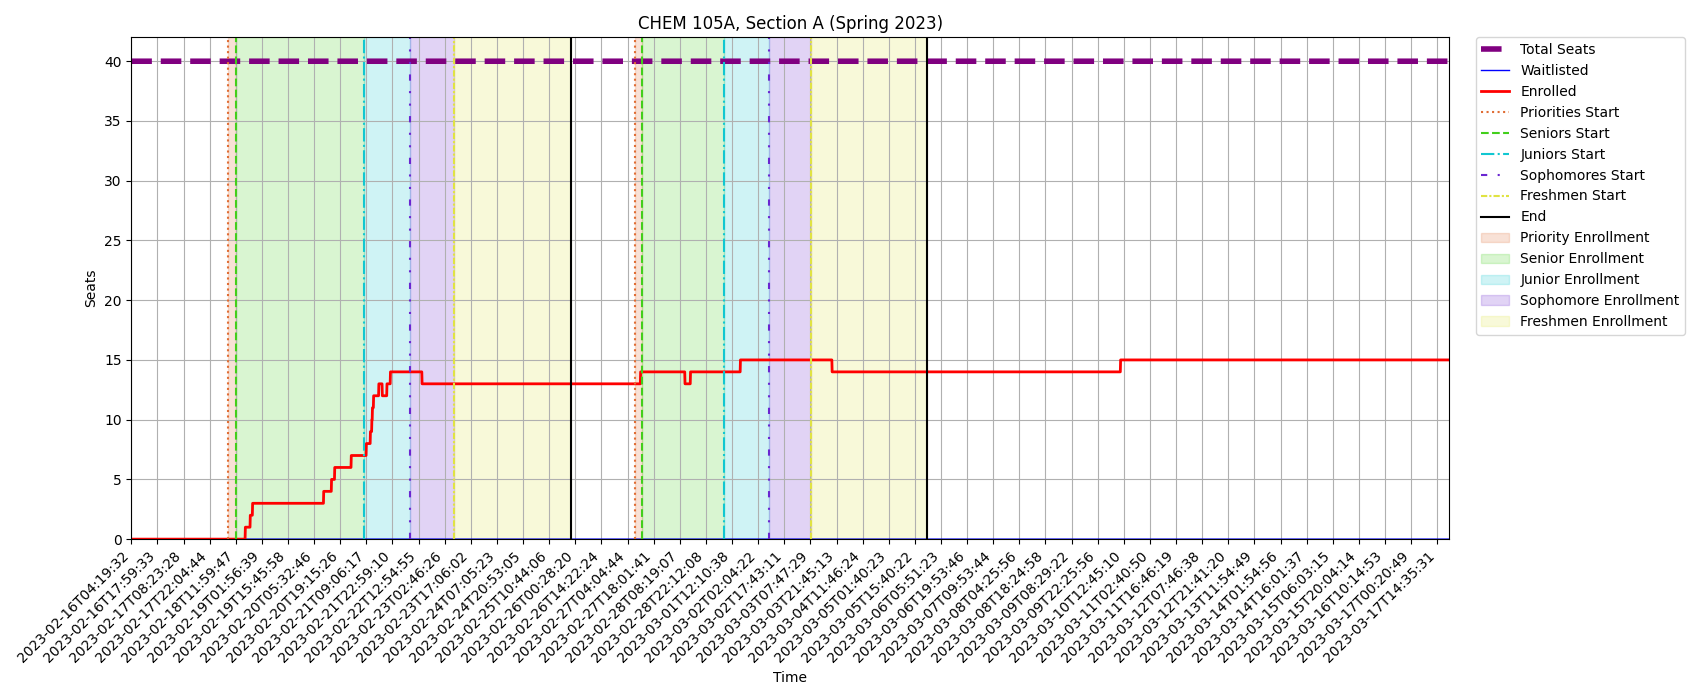 CHEM 105A, Section A (Spring 2023)
Total Seats
Waitlisted
Enrolled
Priorities Start
Seniors Start
Juniors Start
Sophomores Start
Freshmen Start
End
Priority Enrollment
Senior Enrollment
Junior Enrollment
Sophomore Enrollment
Freshmen Enrollment
Seats
40
35
30
25
20
15
10
5
0
2023-02-16T04:19:32
2023-02-16T17:59:33
2023-02-17T08:23:28
2023-02-17T22:04:44
2023-02-18T11:59:47
2023-02-19T01:56:39
2023-02-19T15:45:58
2023-02-20T05:32:46
2023-02-20T19:15:26
2023-02-21T09:06:17
2023-02-21T22:59:10
2023-02-22T12:54:55
2023-02-23T02:46:26
2023-02-23T17:06:02
2023-02-24T07:05:23
2023-02-24T20:53:05
2023-02-25T10:44:06
2023-02-26T00:28:20
2023-02-26T14:22:24
2023-02-27T04:04:44
2023-02-27T18:01:41
2023-02-28T08:19:07
2023-02-28T22:12:08
2023-03-01T12:10:38
2023-03-02T02:04:22
2023-03-02T17:43:11
2023-03-03T07:47:29
2023-03-03T21:45:13
2023-03-04T11:46:24
2023-03-05T01:40:23
2023-03-05T15:40:22
2023-03-06T05:51:23
2023-03-06T19:53:46
2023-03-07T09:53:44
2023-03-08T04:25:56
2023-03-08T18:24:58
2023-03-09T08:29:22
2023-03-09T22:25:56
2023-03-10T12:45:10
2023-03-11T02:40:50
2023-03-11T16:46:19
2023-03-12T07:46:38
2023-03-12T21:41:20
2023-03-13T11:54:49
2023-03-14T01:54:56
2023-03-14T16:01:37
2023-03-15T06:03:15
2023-03-15T20:04:14
2023-03-16T10:14:53
2023-03-17T00:20:49
2023-03-17T14:35:31
Time